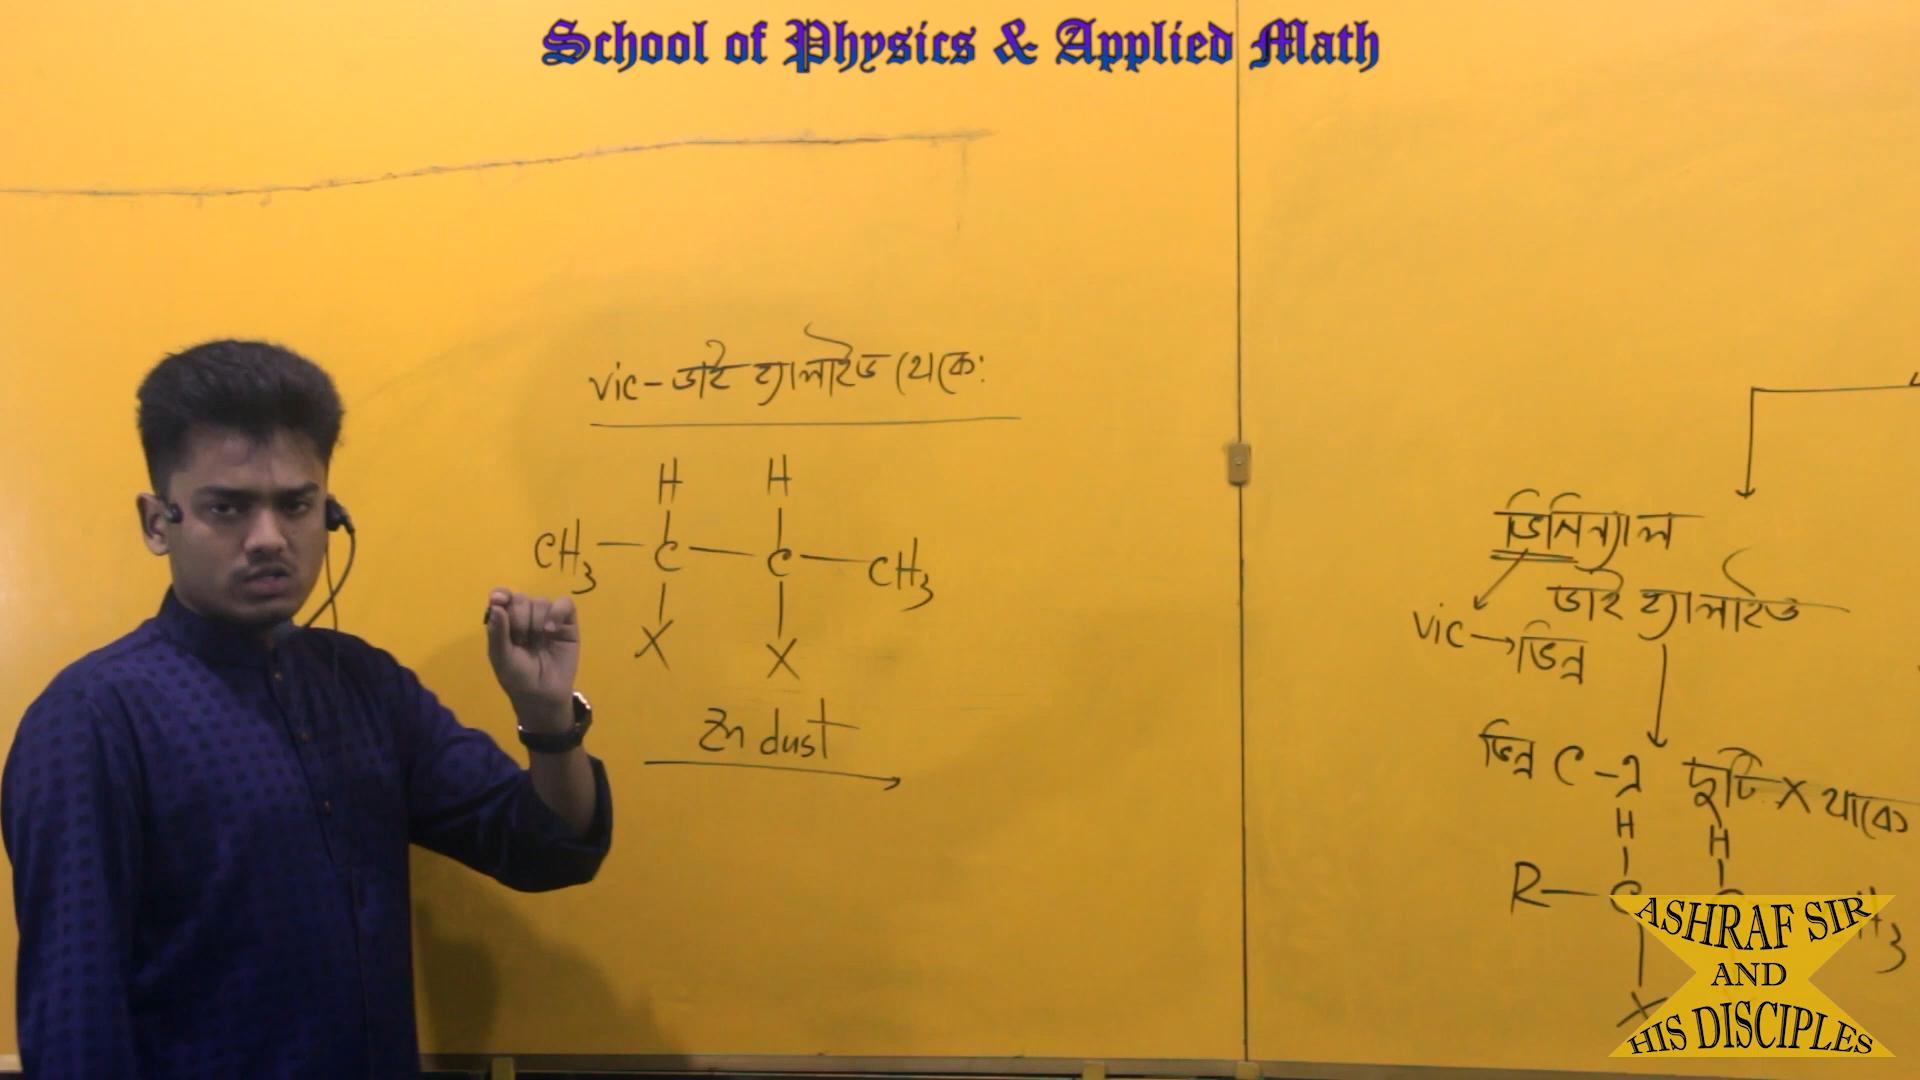 School of Physics & Applied Math
vic-ডাই হ্যালাইড থেকে:
H H
CH3-C-C-CH3
X X
Zn dust
ভিসিন্যাল
ডাই হ্যালাইড
vic→ভিন্ন
ভিন্ন C-এ দুটি X থাকে
H H
R-C
X
ASHRAF SIR
AND
HIS DISCIPLES